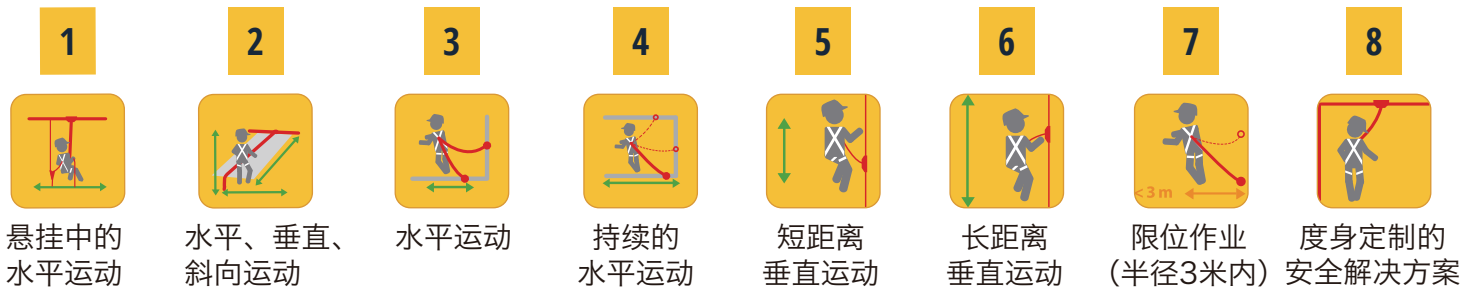 1
2
3
4
5
6
7
8
<3m
悬挂中的
水平运动
水平、垂直、
斜向运动
水平运动
持续的
水平运动
短距离
垂直运动
长距离
垂直运动
限位作业
（半径3米内）
度身定制的
安全解决方案